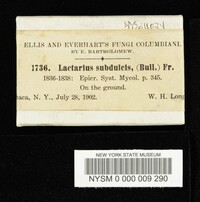 ELLIS AND EVERHART'S FUNGI COLUMBIANI.
BY E. BARTHOLOMEW.
1736. Lactarius subdulcis, (Bull.) Fr.
1836-1838: Epicr. Syst. Mycol. p. 345.
On the ground.
aca, N. Y., July 28, 1902. W. H. Long
NEW YORK STATE MUSEUM
NYSM 0 000 009 290